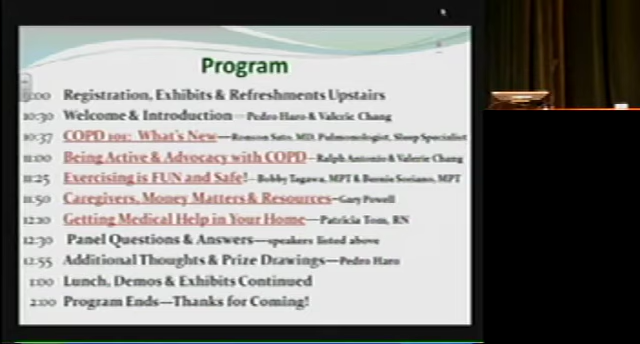 Program
9:00 Registration, Exhibits & Refreshments Upstairs
10:30 Welcome & Introduction—Pedro Haro & Valerie Chang
10:37 COPD 101: What's New—Ronson Sato, MD, Pulmonologist, Sleep Specialist
11:00 Being Active & Advocacy with COPD—Ralph Antonio & Valerie Chang
11:25 Exercising is FUN and Safe!—Bobby Tagawa, MPT & Bernie Soriano, MPT
11:50 Caregivers, Money Matters & Resources—Gary Powell
12:10 Getting Medical Help in Your Home—Patricia Tom, RN
12:30 Panel Questions & Answers—speakers listed above
12:55 Additional Thoughts & Prize Drawings—Pedro Haro
1:00 Lunch, Demos & Exhibits Continued
2:00 Program Ends—Thanks for Coming!